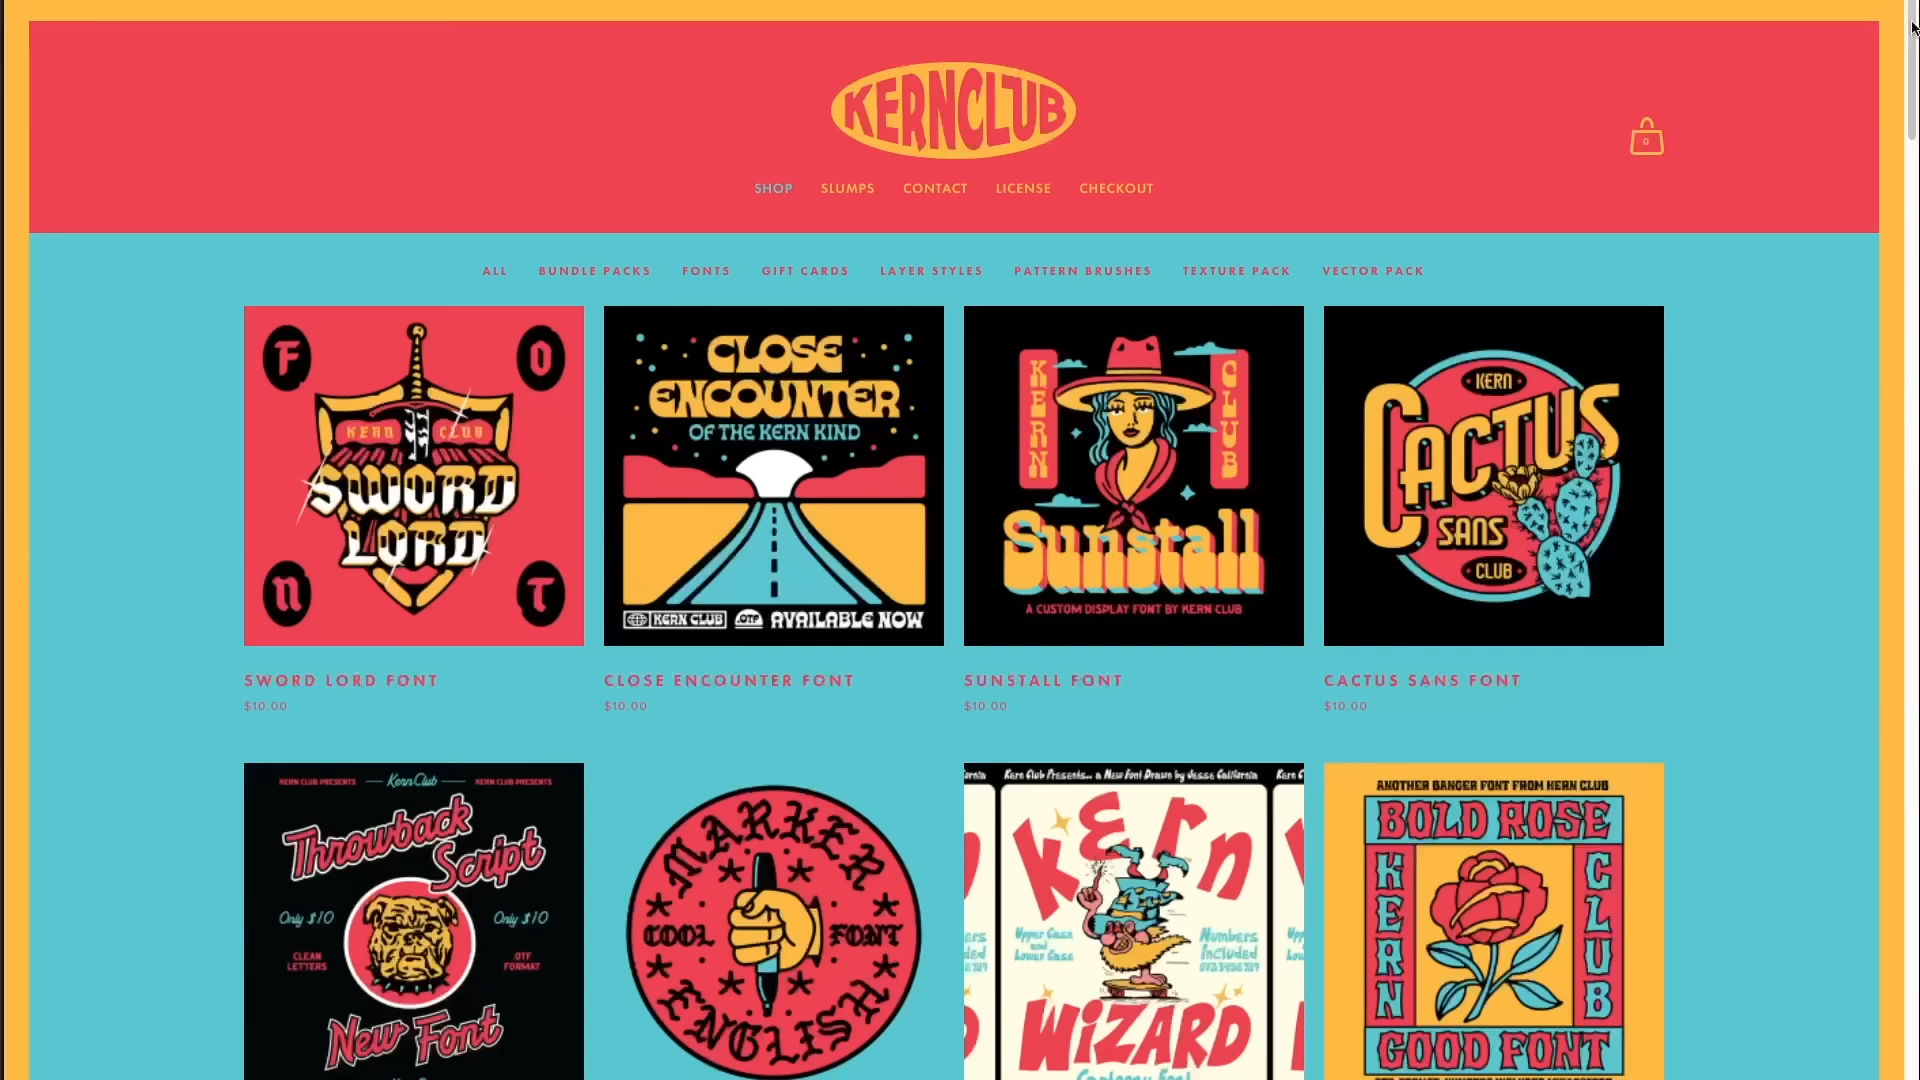 KERNCLUB
0
SHOP SLUMPS CONTACT LICENSE CHECKOUT
ALL BUNDLE PACKS FONTS GIFT CARDS LAYER STYLES PATTERN BRUSHES TEXTURE PACK VECTOR PACK
F O
KERN CLUB
SWORD
LORD
N T
CLOSE
ENCOUNTER
OF THE KERN KIND
KERN CLUB OTF AVAILABLE NOW
KERN CLUB
Sunstall
A CUSTOM DISPLAY FONT BY KERN CLUB
KERN
CACTUS
SANS
CLUB
SWORD LORD FONT
$10.00
CLOSE ENCOUNTER FONT
$10.00
SUNSTALL FONT
$10.00
CACTUS SANS FONT
$10.00
KERN CLUB PRESENTS Kern Club KERN CLUB PRESENTS
Throwback
Script
Only $10 Only $10
CLEAN
LETTERS
.OTF
FORMAT
New Font
MARKER
COOL FONT
ENGLISH
Kern Club Presents... a New Font Drawn by Jesse California
Kern
Upper Case
and
Lower Case
Numbers
Included
0123456789
WIZARD
Cartoony Font
ANOTHER BANGER FONT FROM KERN CLUB
BOLD ROSE
KERN CLUB
GOOD FONT